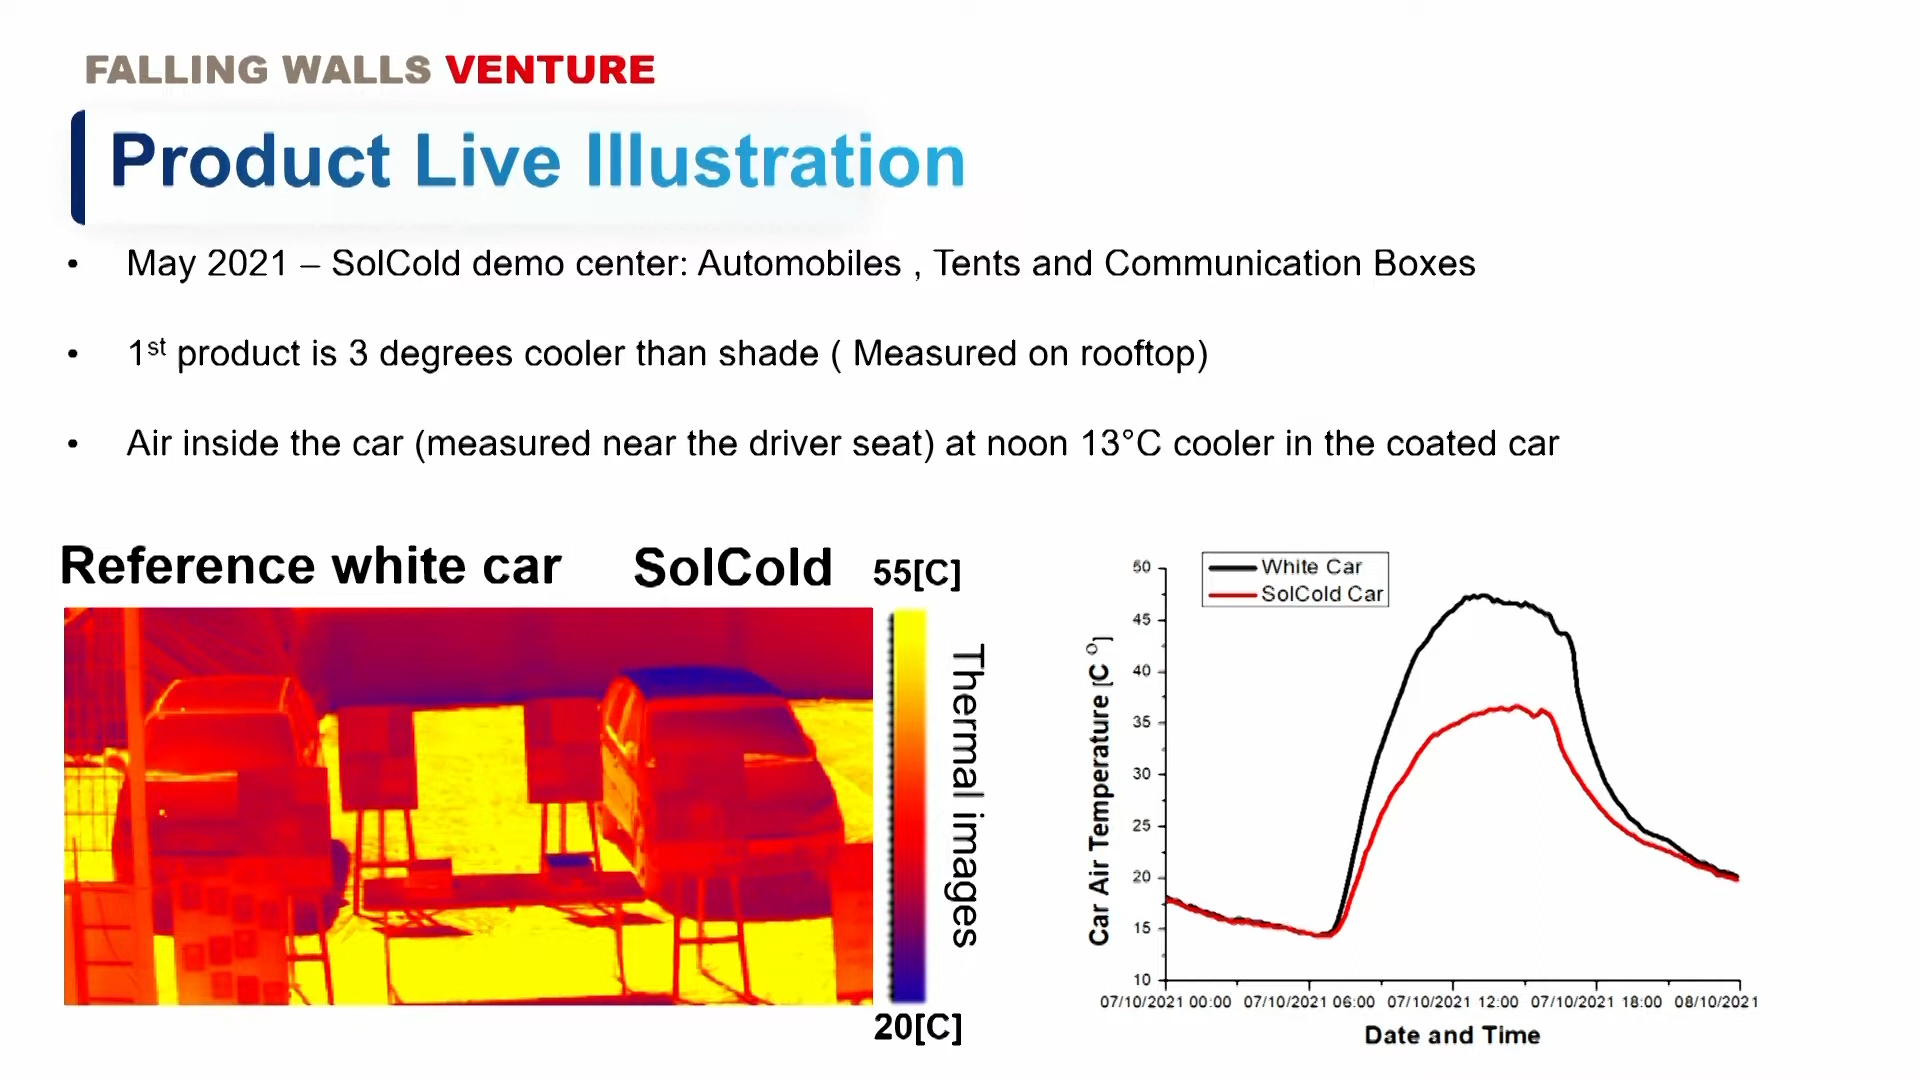 FALLING WALLS VENTURE
Product Live Illustration
• May 2021 – SolCold demo center: Automobiles , Tents and Communication Boxes
• 1st product is 3 degrees cooler than shade ( Measured on rooftop)
• Air inside the car (measured near the driver seat) at noon 13°C cooler in the coated car
Reference white car
SolCold
55[C]
Thermal images
20[C]
White Car
SolCold Car
Car Air Temperature [C °]
50
45
40
35
30
25
20
15
10
07/10/2021 00:00 07/10/2021 06:00 07/10/2021 12:00 07/10/2021 18:00 08/10/2021
Date and Time